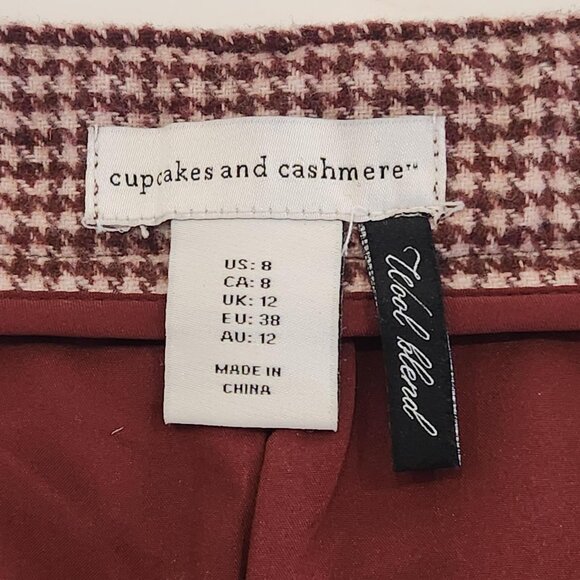 cupcakes and cashmere™
US: 8
CA: 8
UK: 12
EU: 38
AU: 12
MADE IN
CHINA
Wool blend